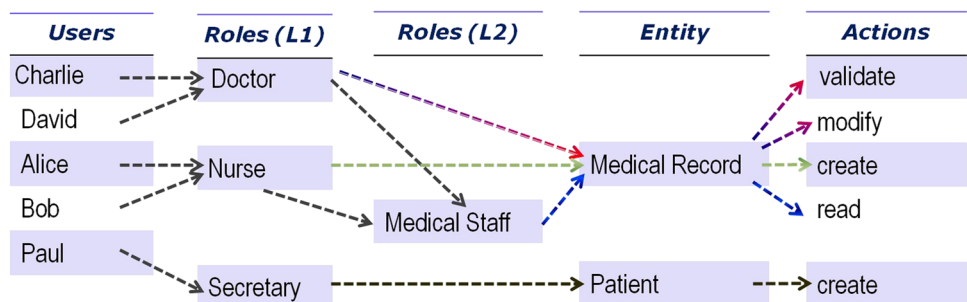 Users Roles (L1) Roles (L2) Entity Actions
Charlie Doctor validate
David modify
Alice Nurse Medical Record create
Bob Medical Staff read
Paul
Secretary Patient create